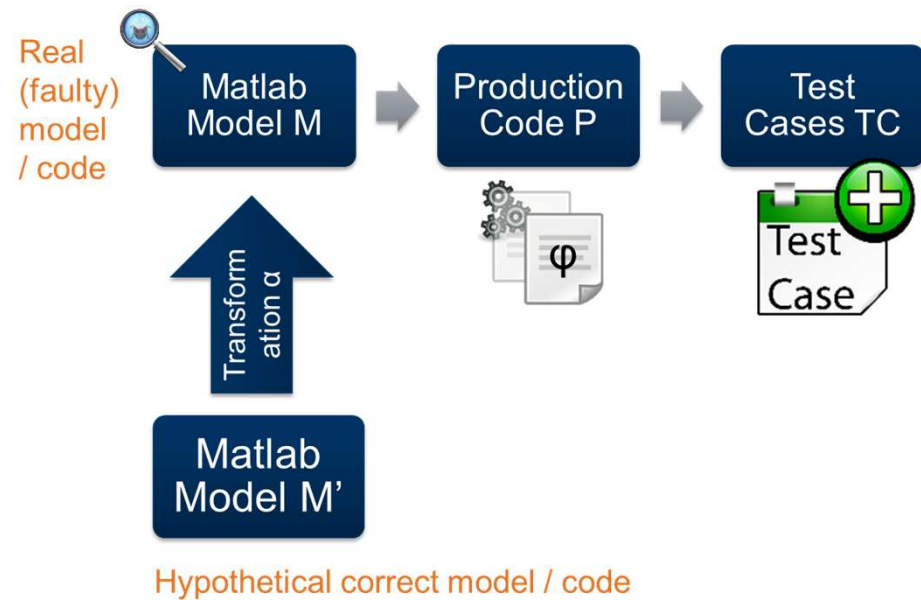 Real
(faulty)
model
/ code
Matlab
Model M
Production
Code P
Test
Cases TC
φ
Test
Case
Transform
ation α
Matlab
Model M'
Hypothetical correct model / code